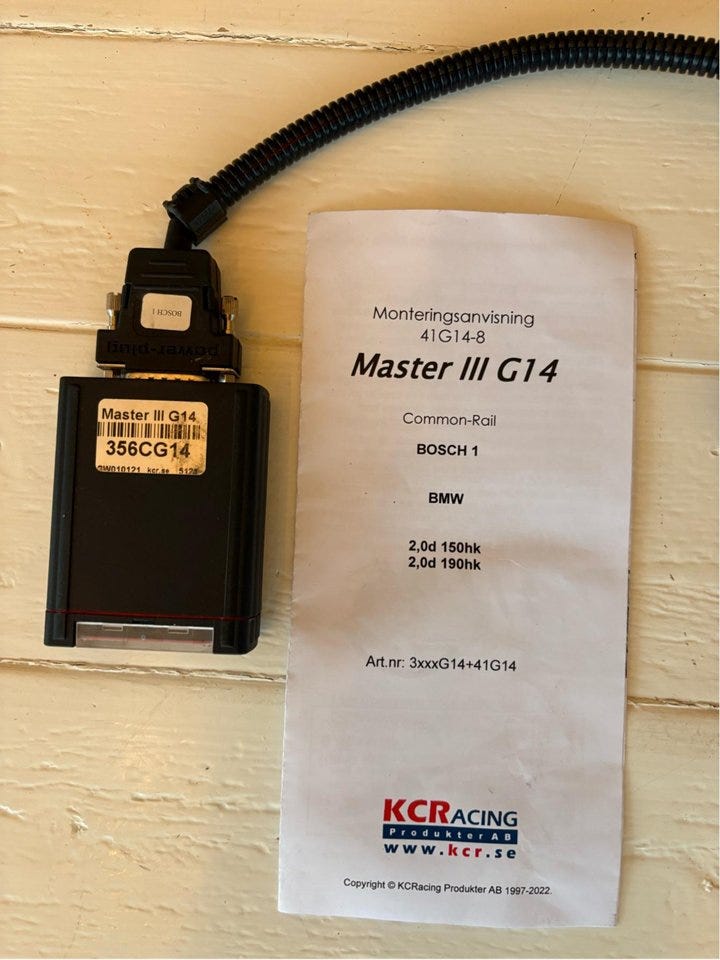 BOSCH 1
power-plug
Master III G14
356CG14
GW010121 kcr.se 5128
Monteringsanvisning
41G14-8
Master III G14
Common-Rail
BOSCH 1
BMW
2,0d 150hk
2,0d 190hk
Art.nr: 3xxxG14+41G14
KCRACING
Produkter AB
www.kcr.se
Copyright © KCRacing Produkter AB 1997-2022.